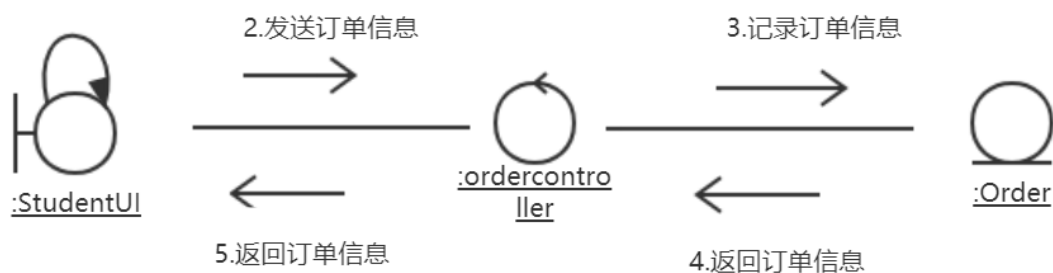 2.发送订单信息
3.记录订单信息
:StudentUI
:ordercontro
ller
:Order
5.返回订单信息
4.返回订单信息